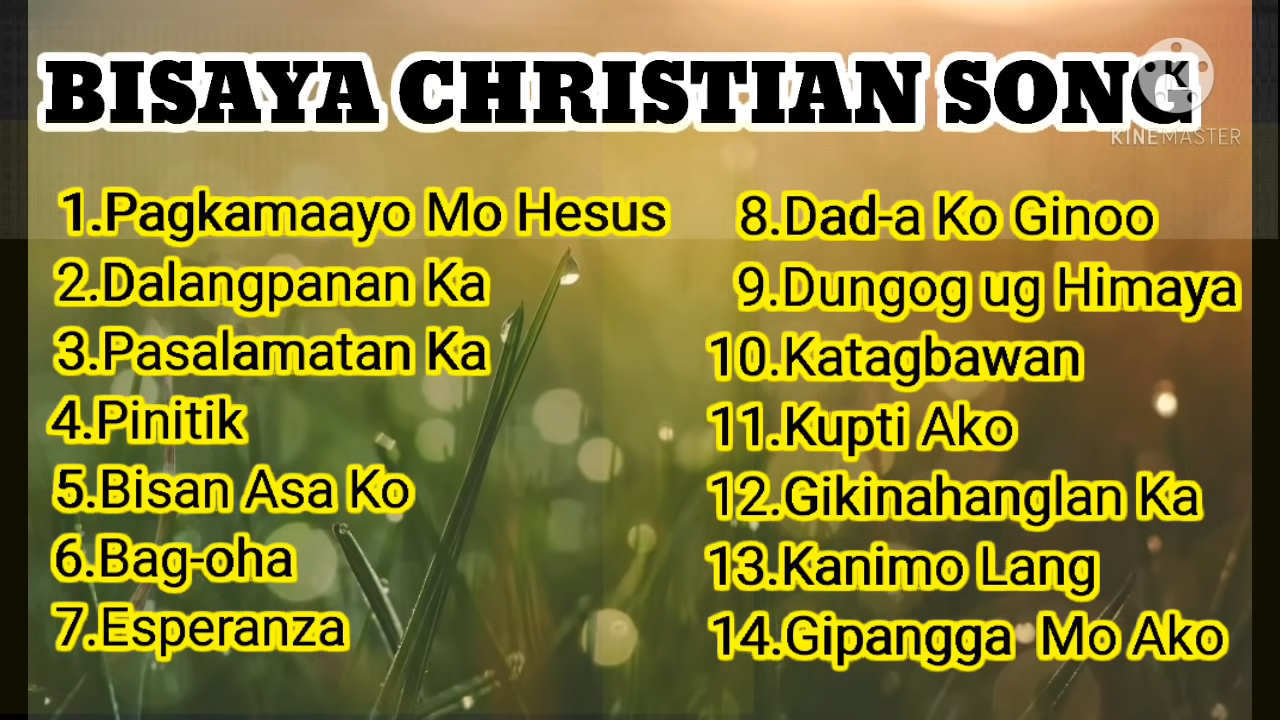 BISAYA CHRISTIAN SONG
KINEMASTER
1.Pagkamaayo Mo Hesus
2.Dalangpanan Ka
3.Pasalamatan Ka
4.Pinitik
5.Bisan Asa Ko
6.Bag-oha
7.Esperanza
8.Dad-a Ko Ginoo
9.Dungog ug Himaya
10.Katagbawan
11.Kupti Ako
12.Gikinahanglan Ka
13.Kanimo Lang
14.Gipangga Mo Ako